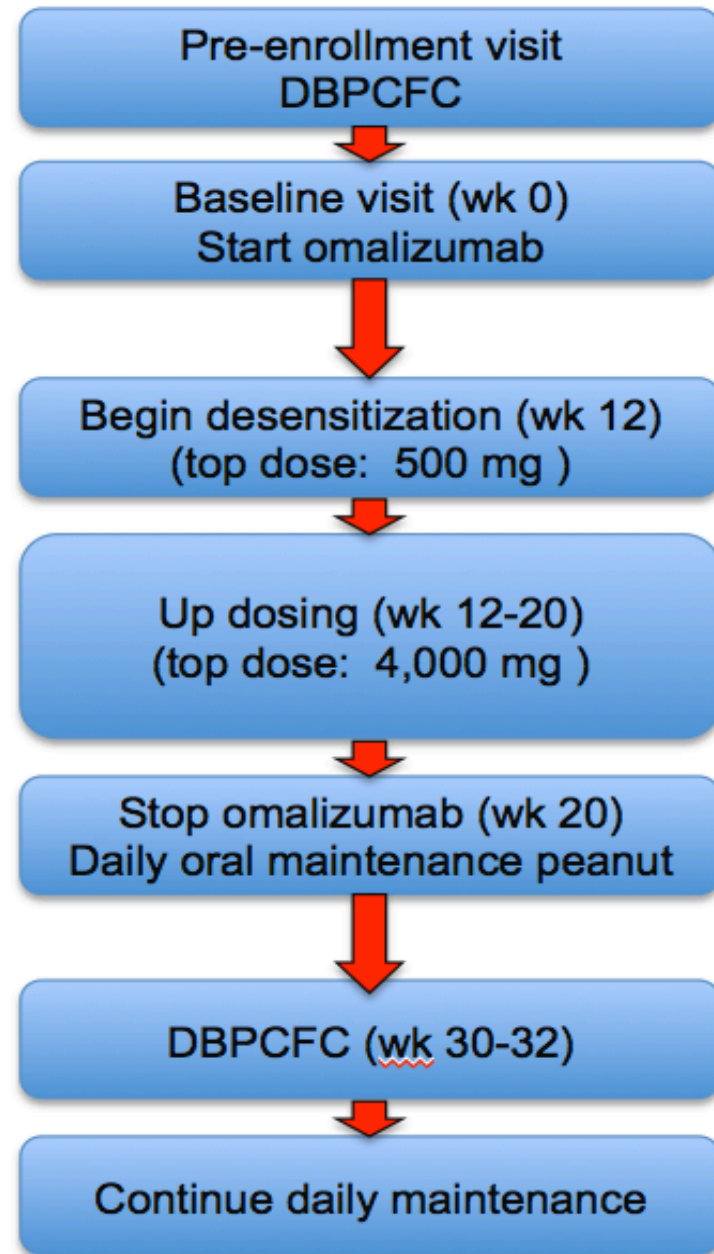 Pre-enrollment visit
DBPCFC
Baseline visit (wk 0)
Start omalizumab
Begin desensitization (wk 12)
(top dose:  500 mg )
Up dosing (wk 12-20)
(top dose:  4,000 mg )
Stop omalizumab (wk 20)
Daily oral maintenance peanut
DBPCFC (wk 30-32)
Continue daily maintenance